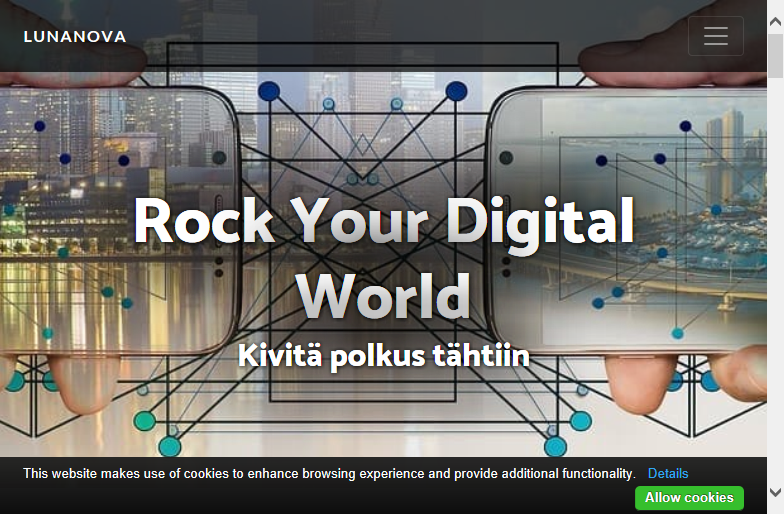 LUNANOVA
Rock Your Digital
World
Kivitä polkus tähtiin
This website makes use of cookies to enhance browsing experience and provide additional functionality. Details
Allow cookies